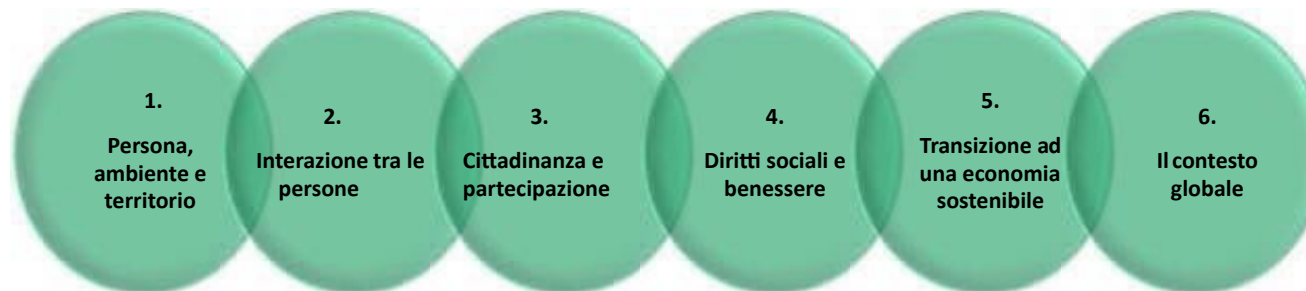 1.
Persona,
ambiente e
territorio
2.
Interazione tra le
persone
3.
Cittadinanza e
partecipazione
4.
Diritti sociali e
benessere
5.
Transizione ad
una economia
sostenibile
6.
Il contesto
globale